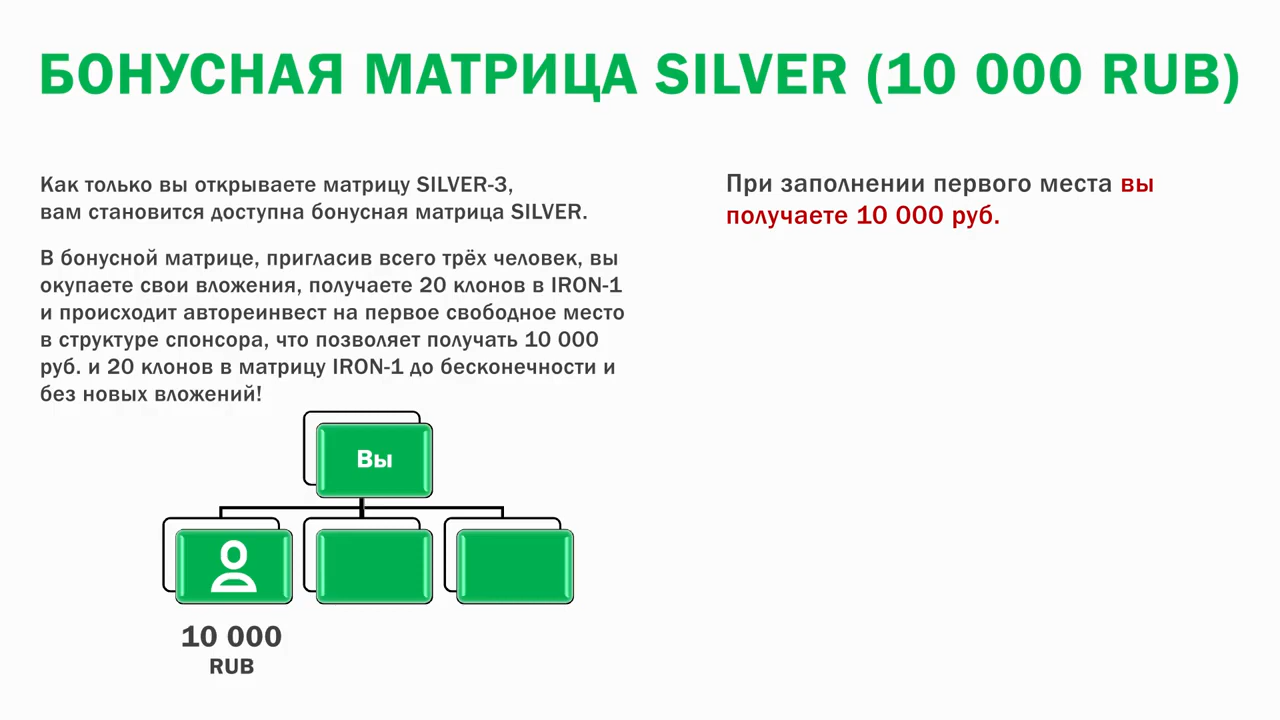 БОНУСНАЯ МАТРИЦА SILVER (10 000 RUB)
Как только вы открываете матрицу SILVER-3,
вам становится доступна бонусная матрица SILVER.
В бонусной матрице, пригласив всего трёх человек, вы
окупаете свои вложения, получаете 20 клонов в IRON-1
и происходит автореинвест на первое свободное место
в структуре спонсора, что позволяет получать 10 000
руб. и 20 клонов в матрицу IRON-1 до бесконечности и
без новых вложений!
При заполнении первого места вы
получаете 10 000 руб.
Вы
10 000
RUB